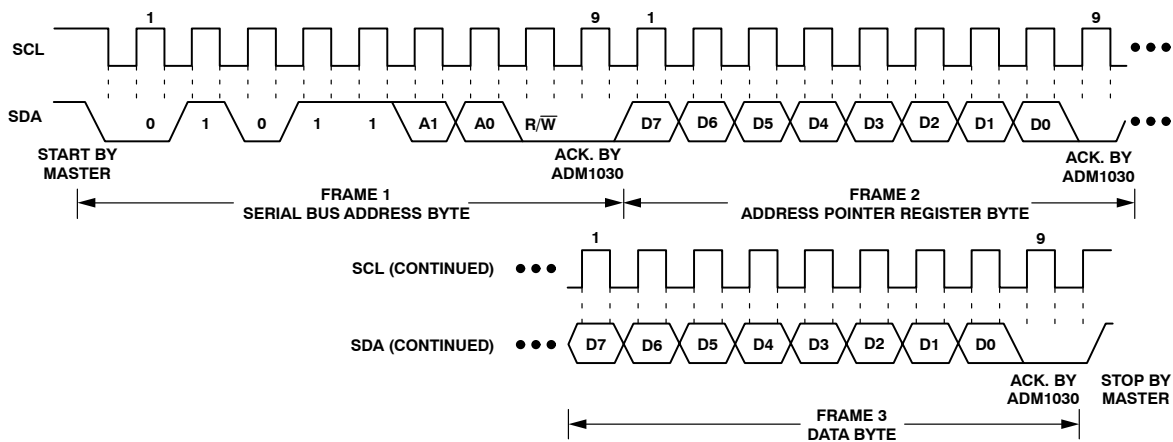 1 9 1 9
SCL
SDA 0 1 0 1 1 A1 A0 R/W̅ D7 D6 D5 D4 D3 D2 D1 D0
START BY
MASTER
ACK. BY
ADM1030
ACK. BY
ADM1030
FRAME 1
SERIAL BUS ADDRESS BYTE
FRAME 2
ADDRESS POINTER REGISTER BYTE
1 9
SCL (CONTINUED)
SDA (CONTINUED) D7 D6 D5 D4 D3 D2 D1 D0
ACK. BY
ADM1030
STOP BY
MASTER
FRAME 3
DATA BYTE